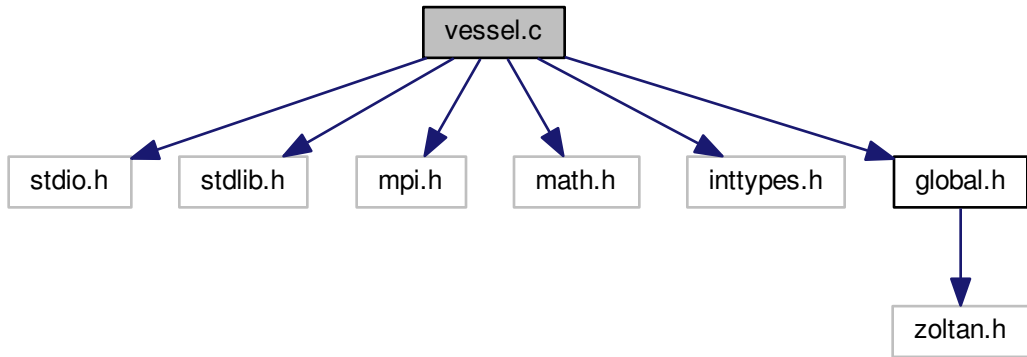 vessel.c
stdio.h
stdlib.h
mpi.h
math.h
inttypes.h
global.h
zoltan.h